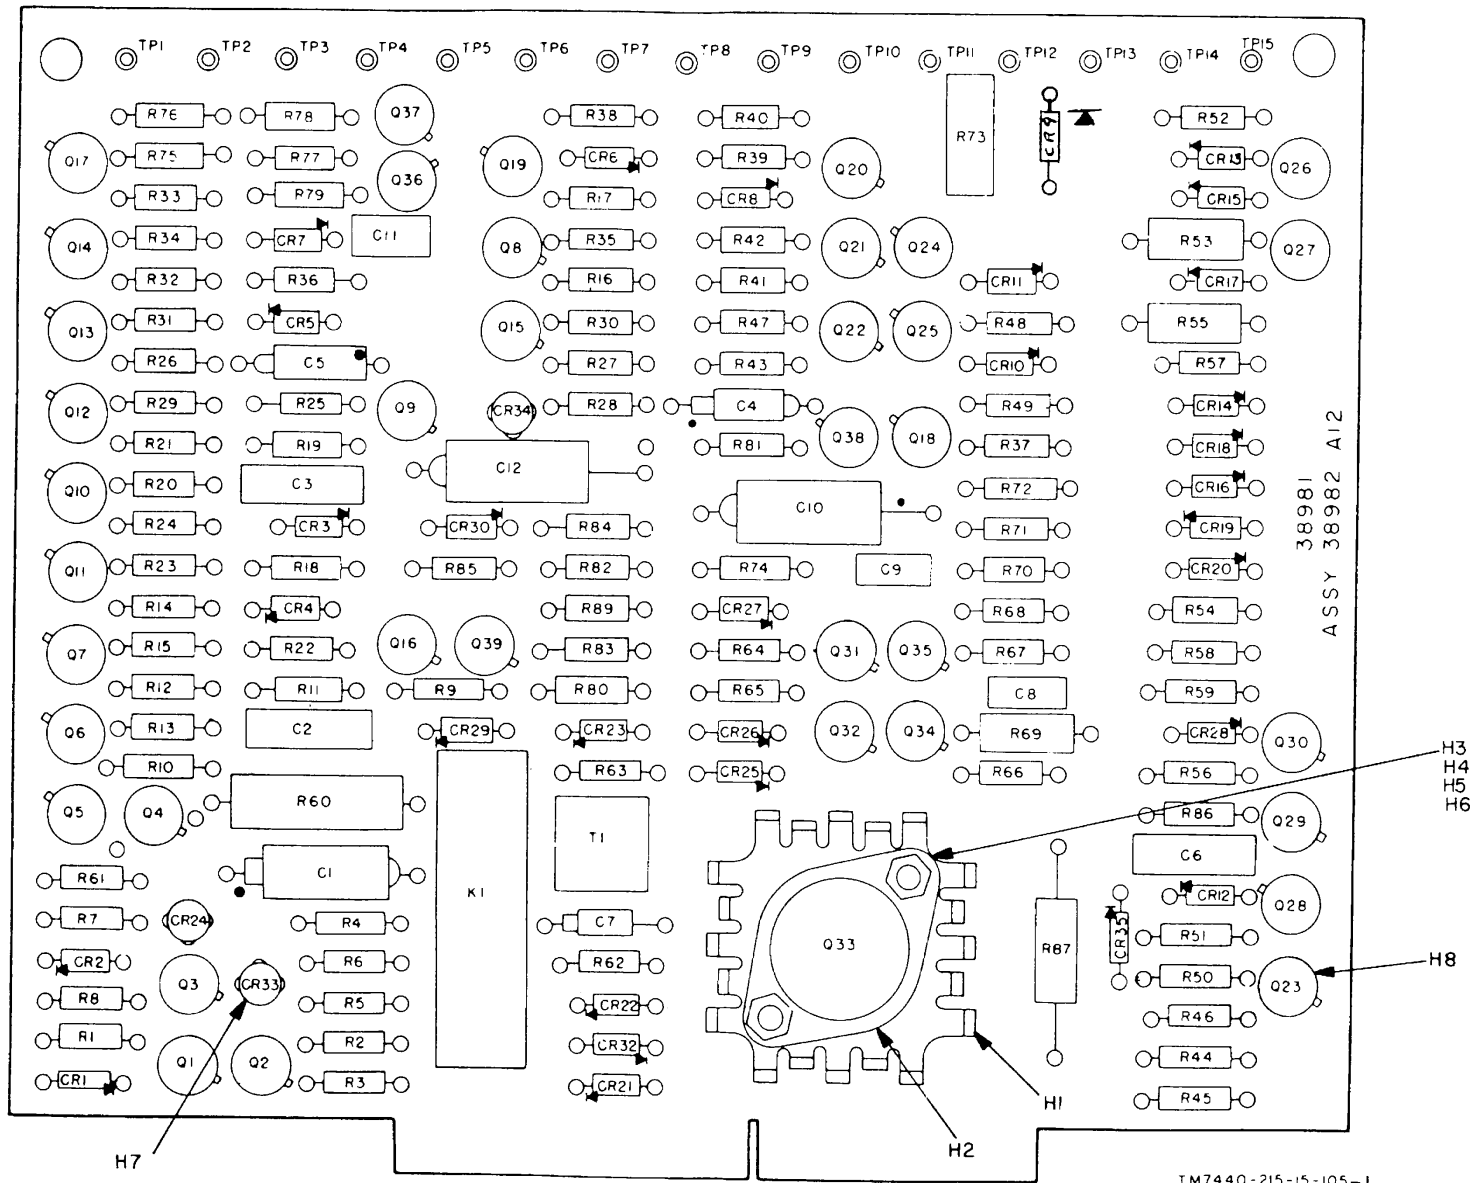 TP1 TP2 TP3 TP4 TP5 TP6 TP7 TP8 TP9 TP10 TP11 TP12 TP13 TP14 TP15
R76 R78 Q37 R38 R40 R73 CR9 R52
Q17 R75 R77 Q36 Q19 CR6 R39 Q20 CR13 Q26
R33 R79 R17 CR8 CR15
Q14 R34 CR7 C11 Q8 R35 R42 Q21 Q24 R53 Q27
R32 R36 R16 R41 CR11 CR17
Q13 R31 CR5 Q15 R30 R47 Q22 Q25 R48 R55
R26 C5 R27 R43 CR10 R57
Q12 R29 R25 Q9 CR34 R28 C4 R49 CR14
R21 R19 R81 Q38 Q18 R37 CR18
Q10 R20 C3 C12 R72 CR16
R24 CR3 CR30 R84 C10 R71 CR19
Q11 R23 R18 R85 R82 R74 C9 R70 CR20
R14 CR4 R89 CR27 R68 R54
Q7 R15 R22 Q16 Q39 R83 R64 Q31 Q35 R67 R58
R12 R11 R9 R80 R65 C8 R59
Q6 R13 C2 CR29 CR23 CR26 Q32 Q34 R69 CR28 Q30
R10 R63 CR25 R66 R56
Q5 Q4 R60 R86 Q29
T1 C6
R61 C1 K1 CR12
R7 CR24 R4 C7 Q33 R87 CR35 R51 Q28
CR2 R6 R62 R50
R8 Q3 CR33 R5 CR22 R46 Q23
R1 R2 CR32 R44
CR1 Q1 Q2 R3 CR21 R45
38981
ASSY 38982 A12
H3
H4
H5
H6
H8
H1
H2
H7
TM7440-215-15-105-1